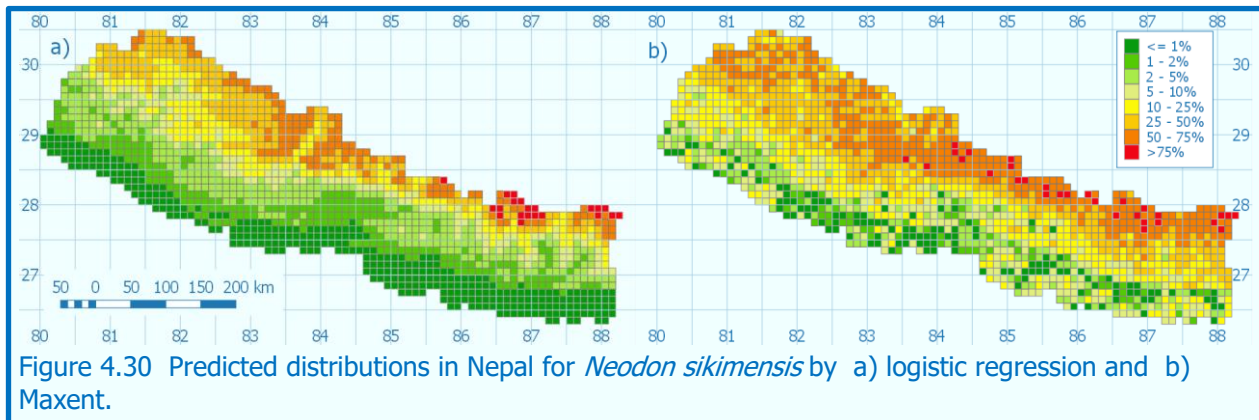 80 81 82 83 84 85 86 87 88 80 81 82 83 84 85 86 87 88
a) b)
<= 1%
1 - 2%
2 - 5%
5 - 10%
10 - 25%
25 - 50%
50 - 75%
>75%
30 30 30
29 29 29
28 28 28
27 27 27
50 0 50 100 150 200 km
80 81 82 83 84 85 86 87 88 80 81 82 83 84 85 86 87 88
Figure 4.30 Predicted distributions in Nepal for Neodon sikimensis by a) logistic regression and b)
Maxent.